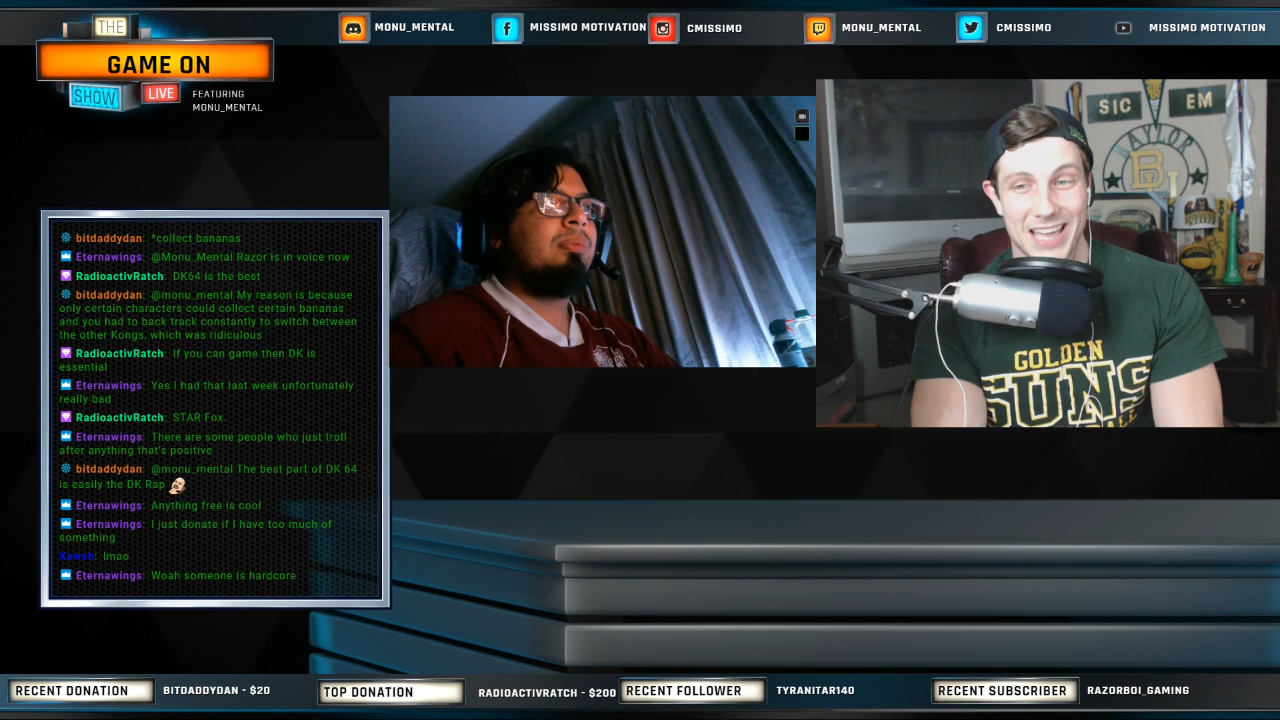 THE
GAME ON
SHOW
LIVE
FEATURING
MONU_MENTAL
MONU_MENTAL
MISSIMO MOTIVATION
CMISSIMO
MONU_MENTAL
CMISSIMO
MISSIMO MOTIVATION
bitdaddydan: *collect bananas
Eternawings: @Monu_Mental Razor is in voice now
RadioactivRatch: DK64 is the best
bitdaddydan: @monu_mental My reason is because
only certain characters could collect certain bananas
and you had to back track constantly to switch between
the other Kongs, which was ridiculous
RadioactivRatch: If you can game then DK is
essential
Eternawings: Yes I had that last week unfortunately
really bad
RadioactivRatch: STAR Fox.
Eternawings: There are some people who just troll
after anything that's positive
bitdaddydan: @monu_mental The best part of DK 64
is easily the DK Rap
Eternawings: Anything free is cool
Eternawings: I just donate if I have too much of
something
Xawsh: lmao
Eternawings: Woah someone is hardcore
SIC EM
BAYLOR
B U
GOLDEN
SUNS
RECENT DONATION
BITDADDYDAN - $20
TOP DONATION
RADIOACTIVRATCH - $200
RECENT FOLLOWER
TYRANITAR140
RECENT SUBSCRIBER
RAZORBOI_GAMING